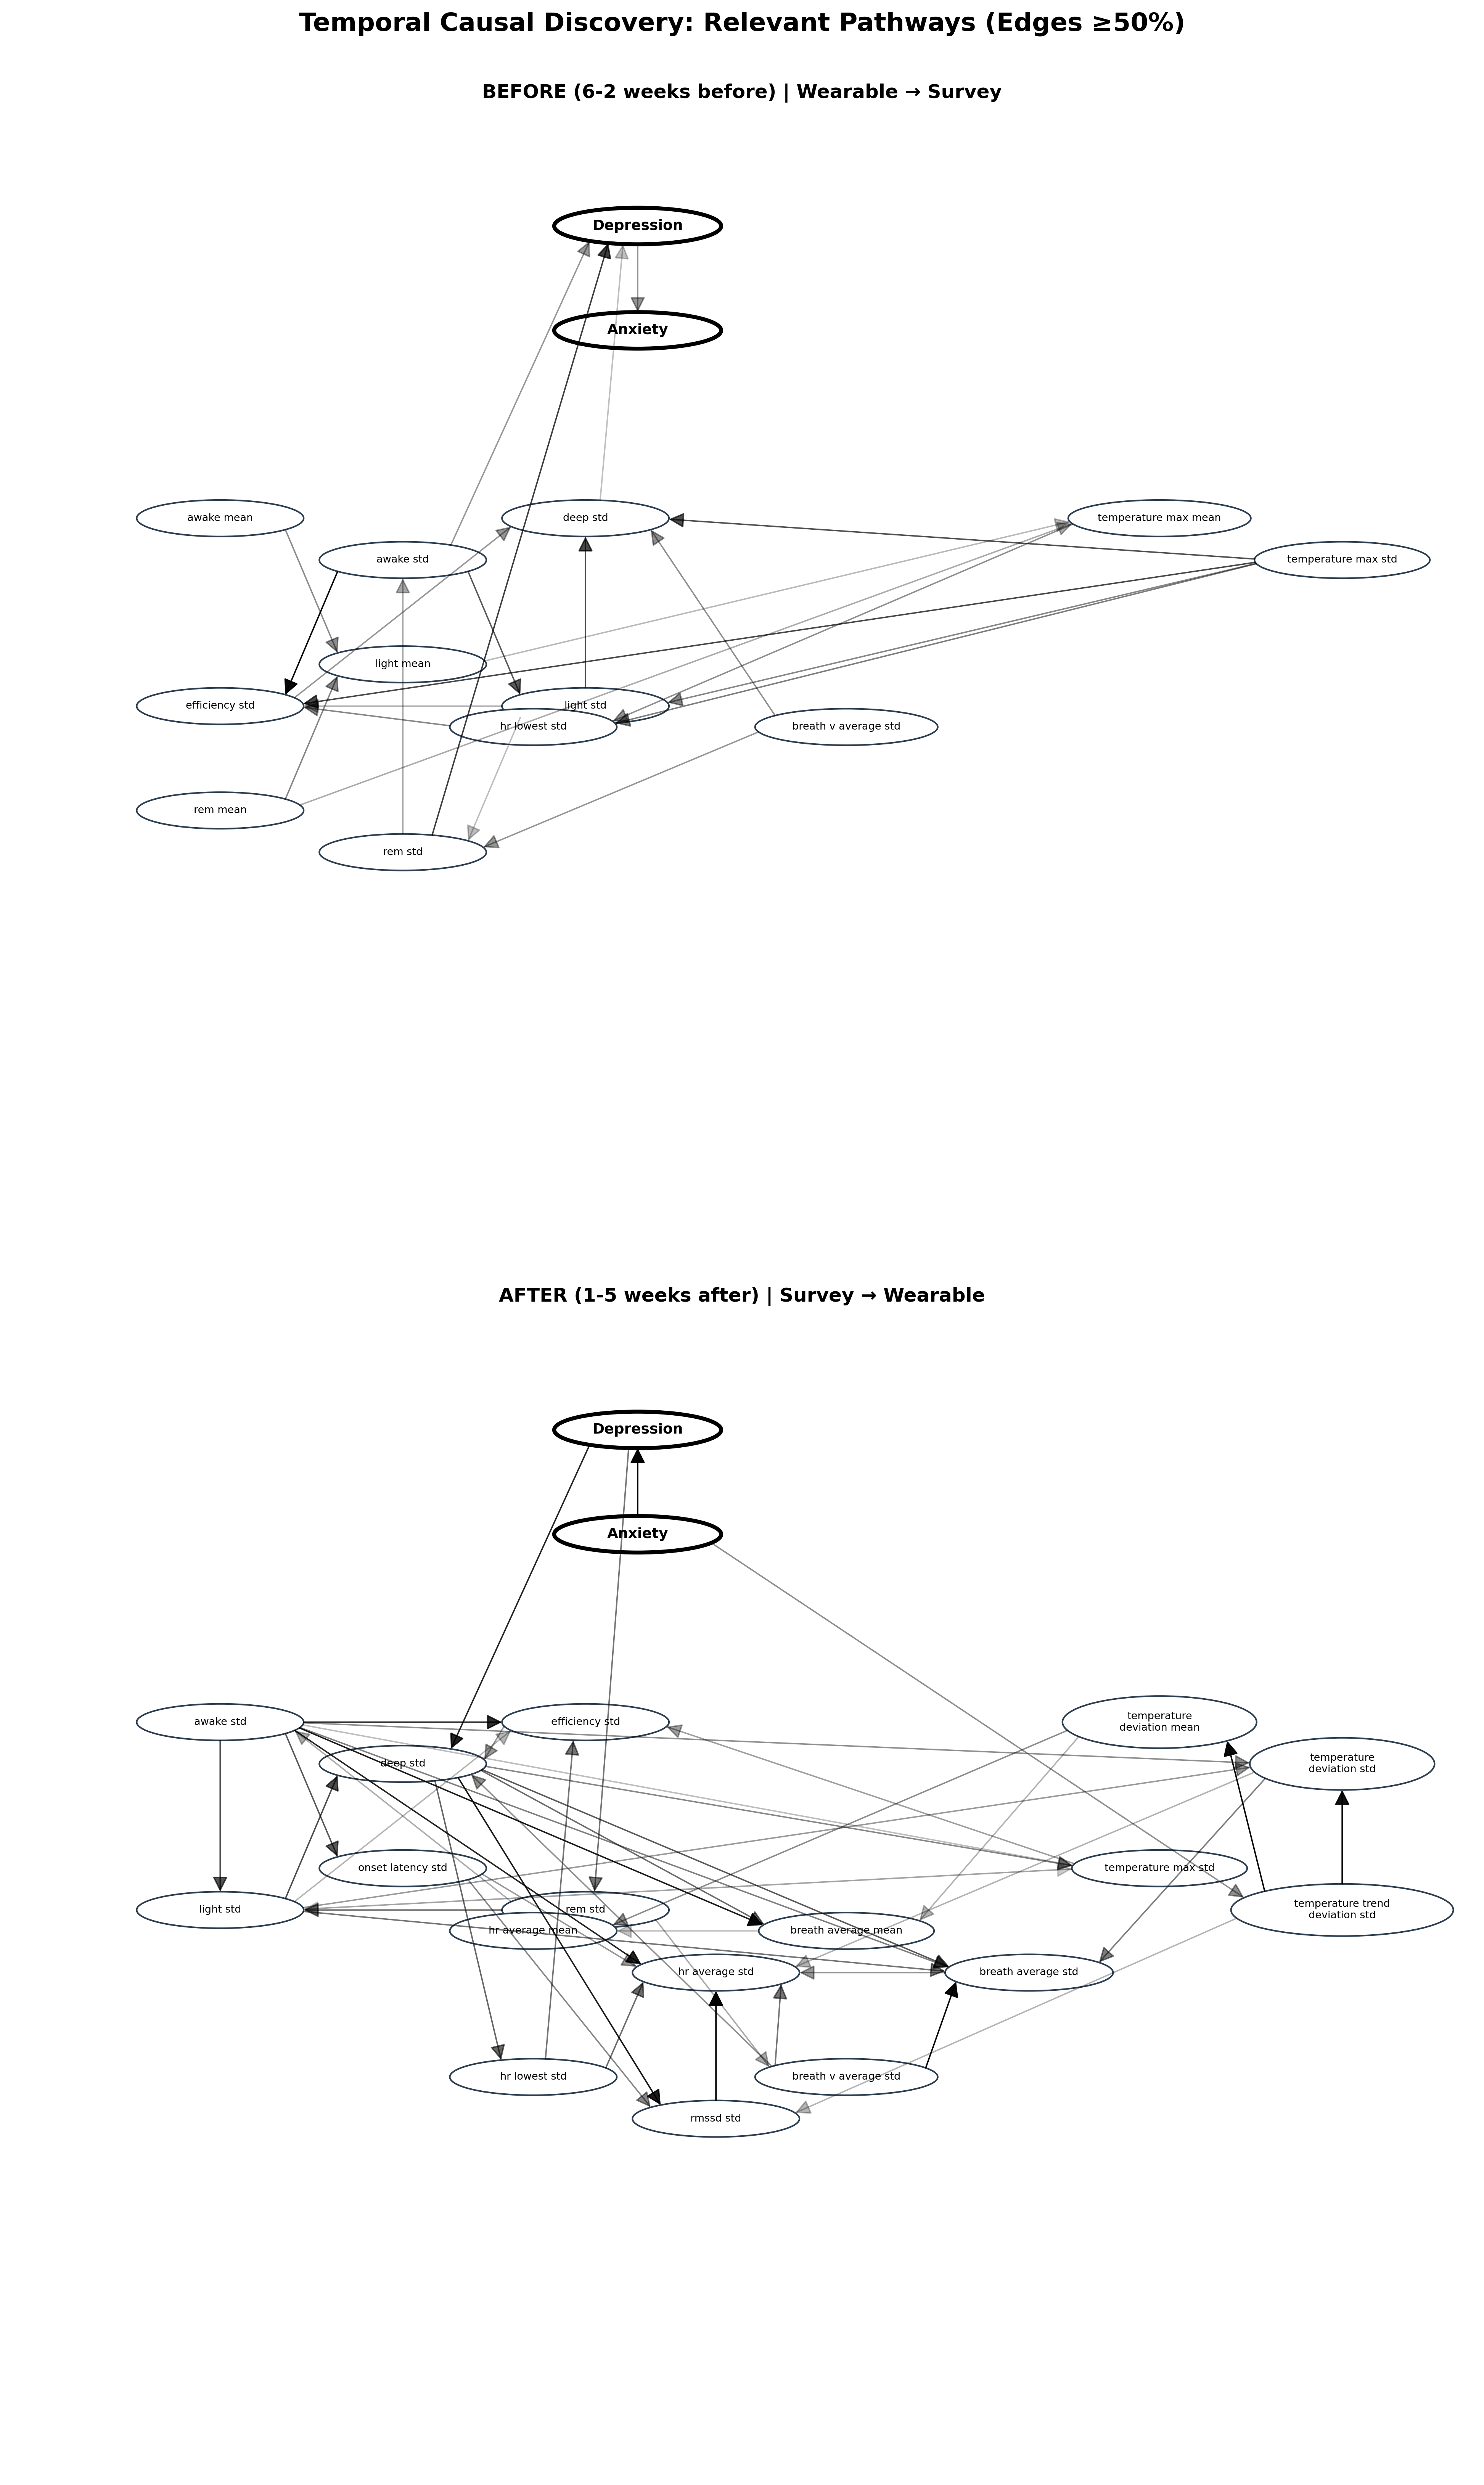 Temporal Causal Discovery: Relevant Pathways (Edges ≥50%)
BEFORE (6-2 weeks before) | Wearable → Survey
Depression
Anxiety
awake mean
deep std
temperature max mean
awake std
temperature max std
light mean
efficiency std
light std
hr lowest std
breath v average std
rem mean
rem std
AFTER (1-5 weeks after) | Survey → Wearable
Depression
Anxiety
awake std
efficiency std
temperature
deviation mean
deep std
temperature
deviation std
onset latency std
temperature max std
light std
rem std
temperature trend
deviation std
hr average mean
breath average mean
hr average std
breath average std
hr lowest std
breath v average std
rmssd std